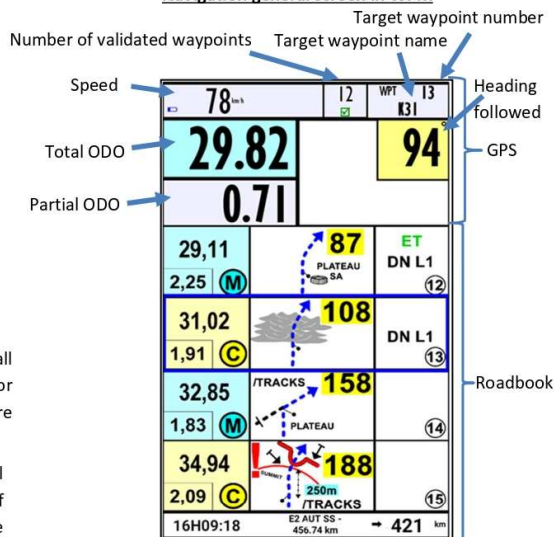 Target waypoint number
Number of validated waypoints
Target waypoint name
Speed
78 km/h
12
WPT 13
K31
Heading
followed
Total ODO
29.82
94°
GPS
Partial ODO
0.71
29,11
87
ET
PLATEAU
SA
DN L1
2,25 M
12
31,02
108
DN L1
1,91 C
13
all
or
re
l
f
e
Roadbook
32,85
/TRACKS
158
1,83 M
PLATEAU
14
34,94
!
SUMMIT
188
2,09 C
250m
/TRACKS
15
16H09:18
E2 AUT SS -
456.74 km
→ 421 km